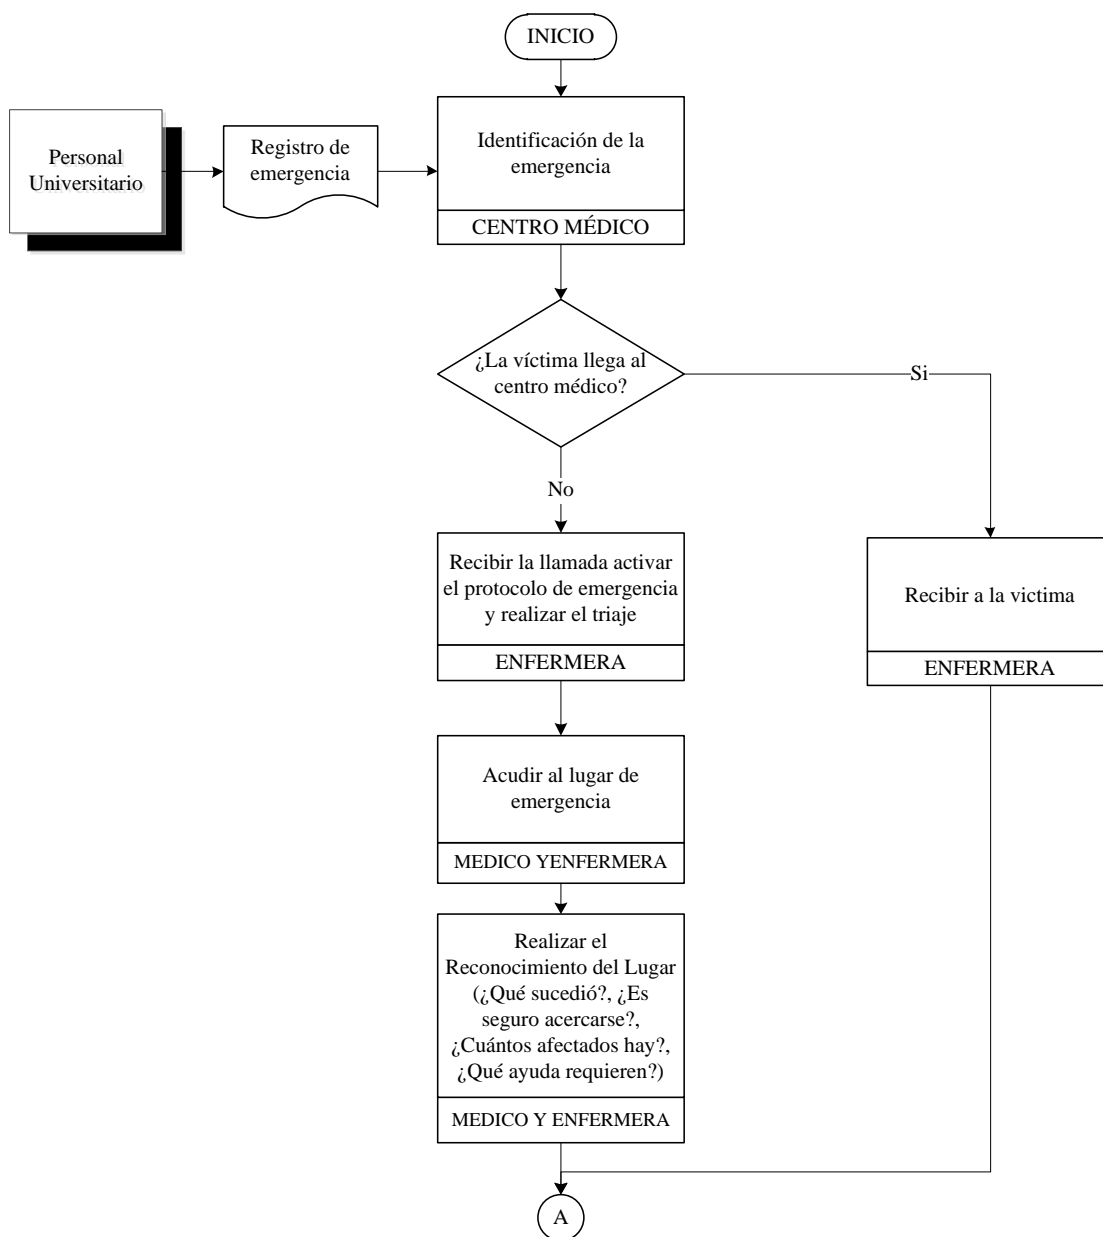 INICIO
Personal
Universitario
Registro de
emergencia
Identificación de la
emergencia
CENTRO MÉDICO
¿La víctima llega al
centro médico?
Si
No
Recibir la llamada activar
el protocolo de emergencia
y realizar el triaje
ENFERMERA
Recibir a la victima
ENFERMERA
Acudir al lugar de
emergencia
MEDICO YENFERMERA
Realizar el
Reconocimiento del Lugar
(¿Qué sucedió?, ¿Es
seguro acercarse?,
¿Cuántos afectados hay?,
¿Qué ayuda requieren?)
MEDICO Y ENFERMERA
A